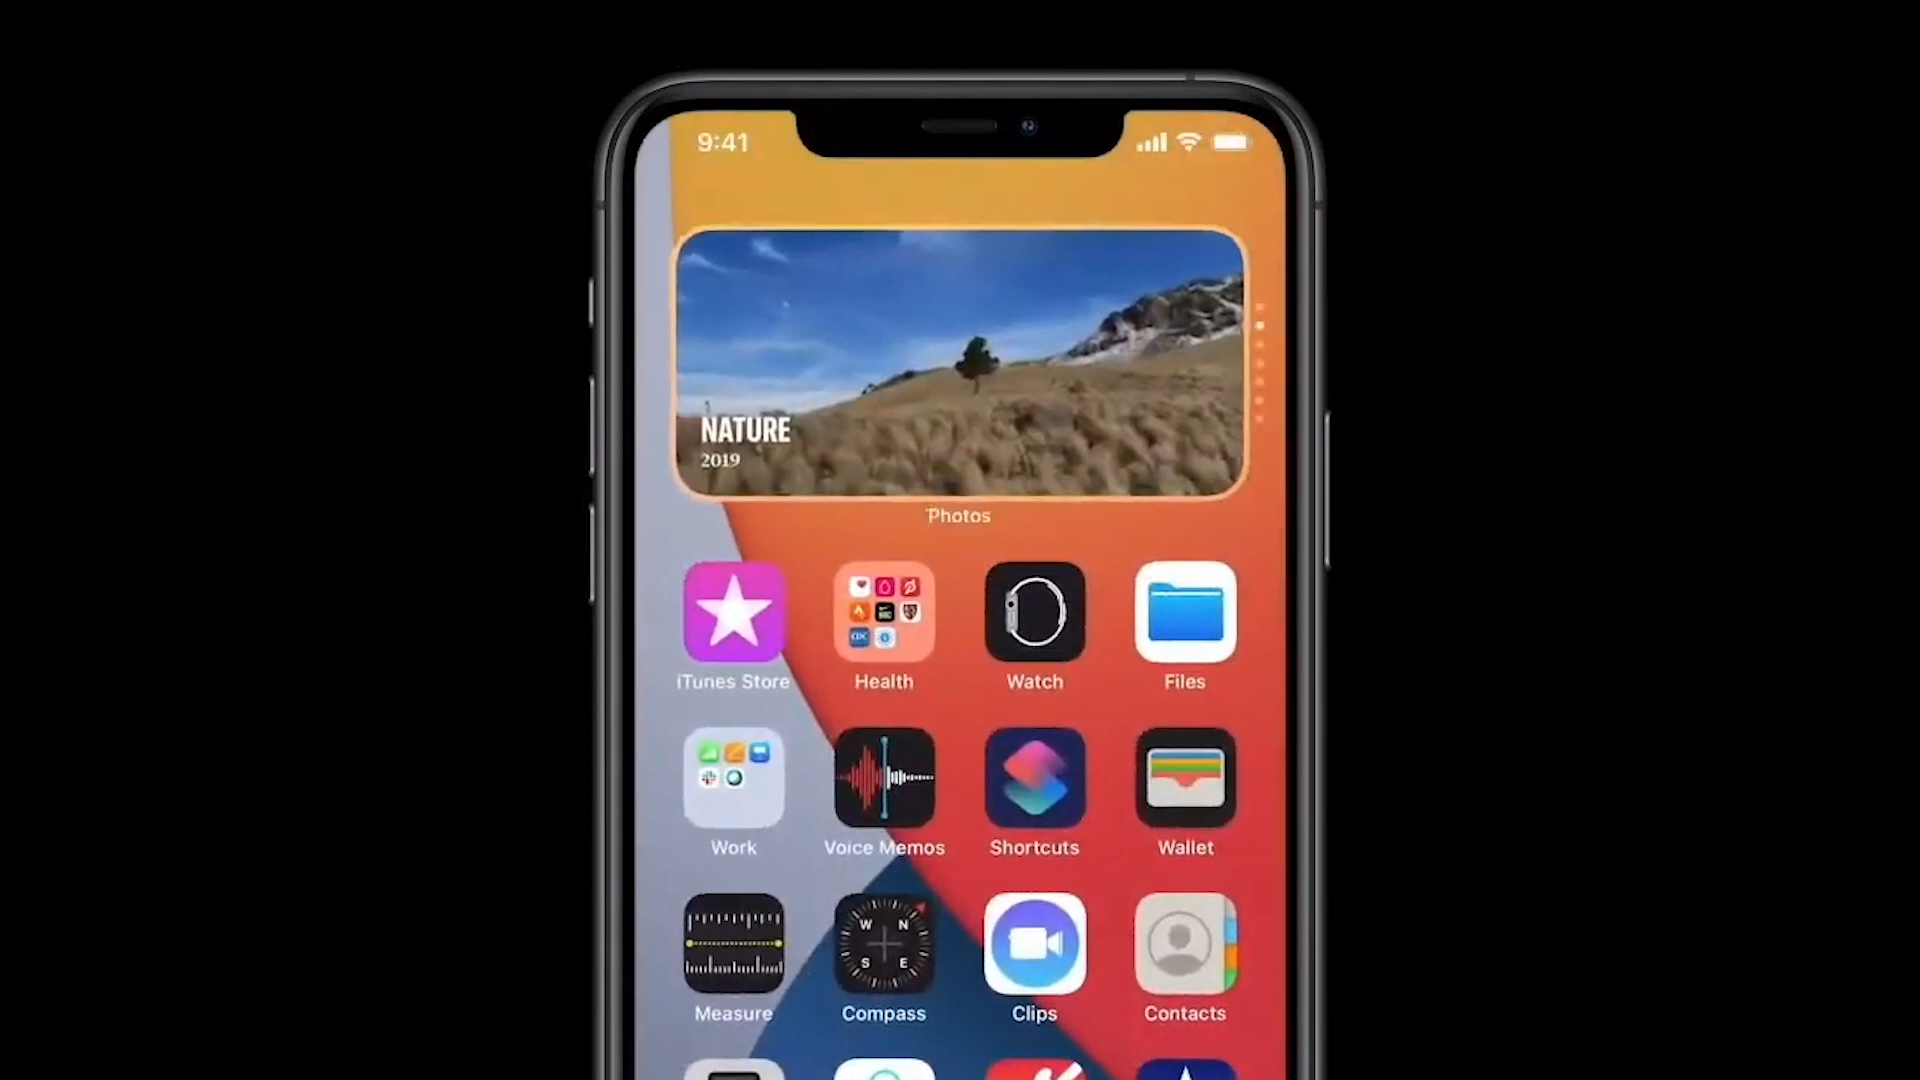 9:41
NATURE
2019
Photos
iTunes Store
Health
Watch
Files
Work
Voice Memos
Shortcuts
Wallet
W N
S E
Measure
Compass
Clips
Contacts